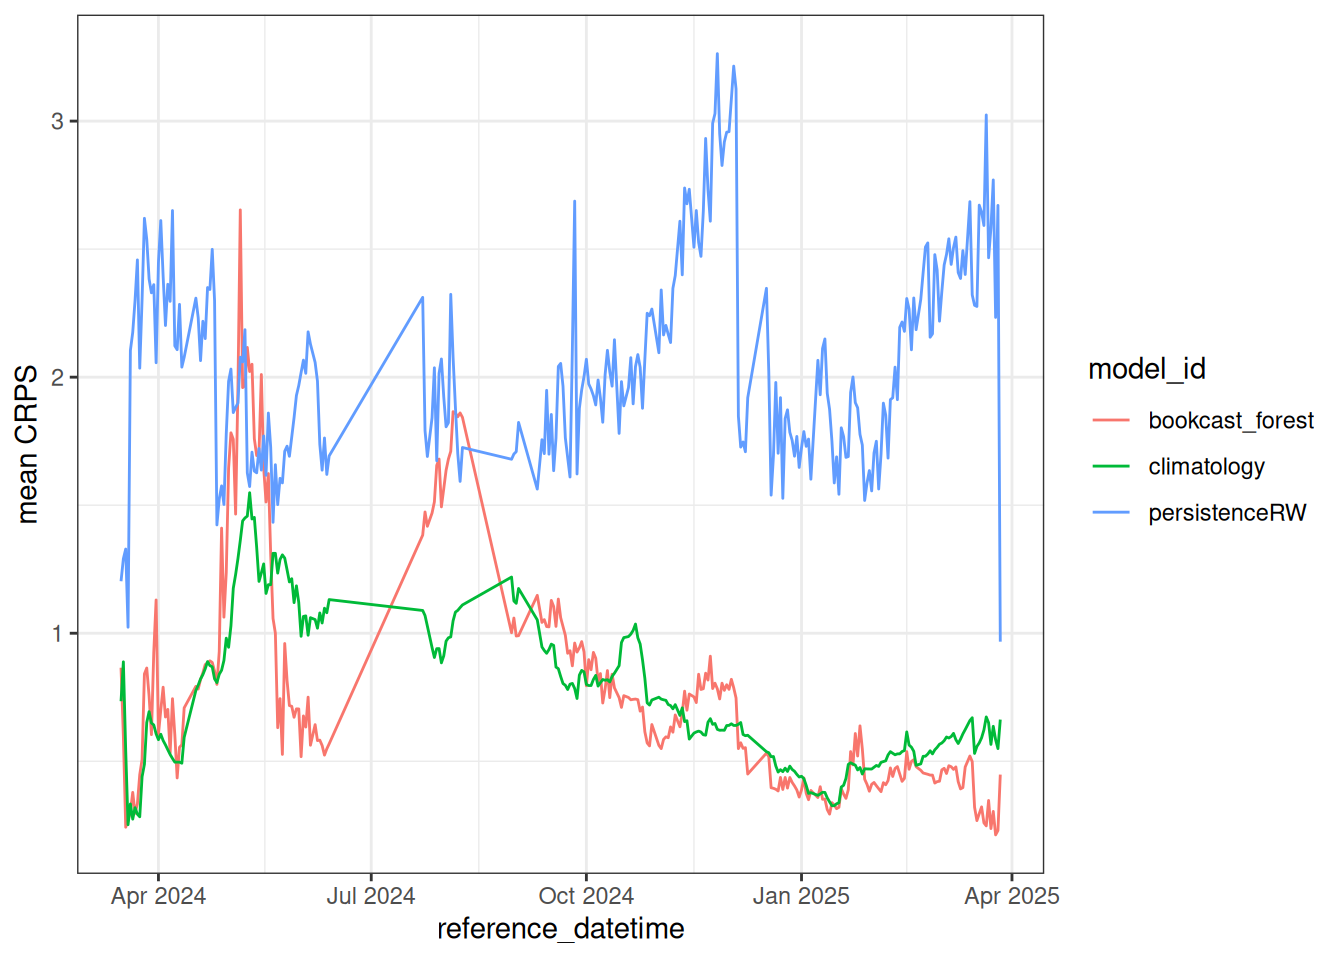 mean CRPS
3
2
1
Apr 2024
Jul 2024
Oct 2024
Jan 2025
Apr 2025
reference_datetime
model_id
bookcast_forest
climatology
persistenceRW